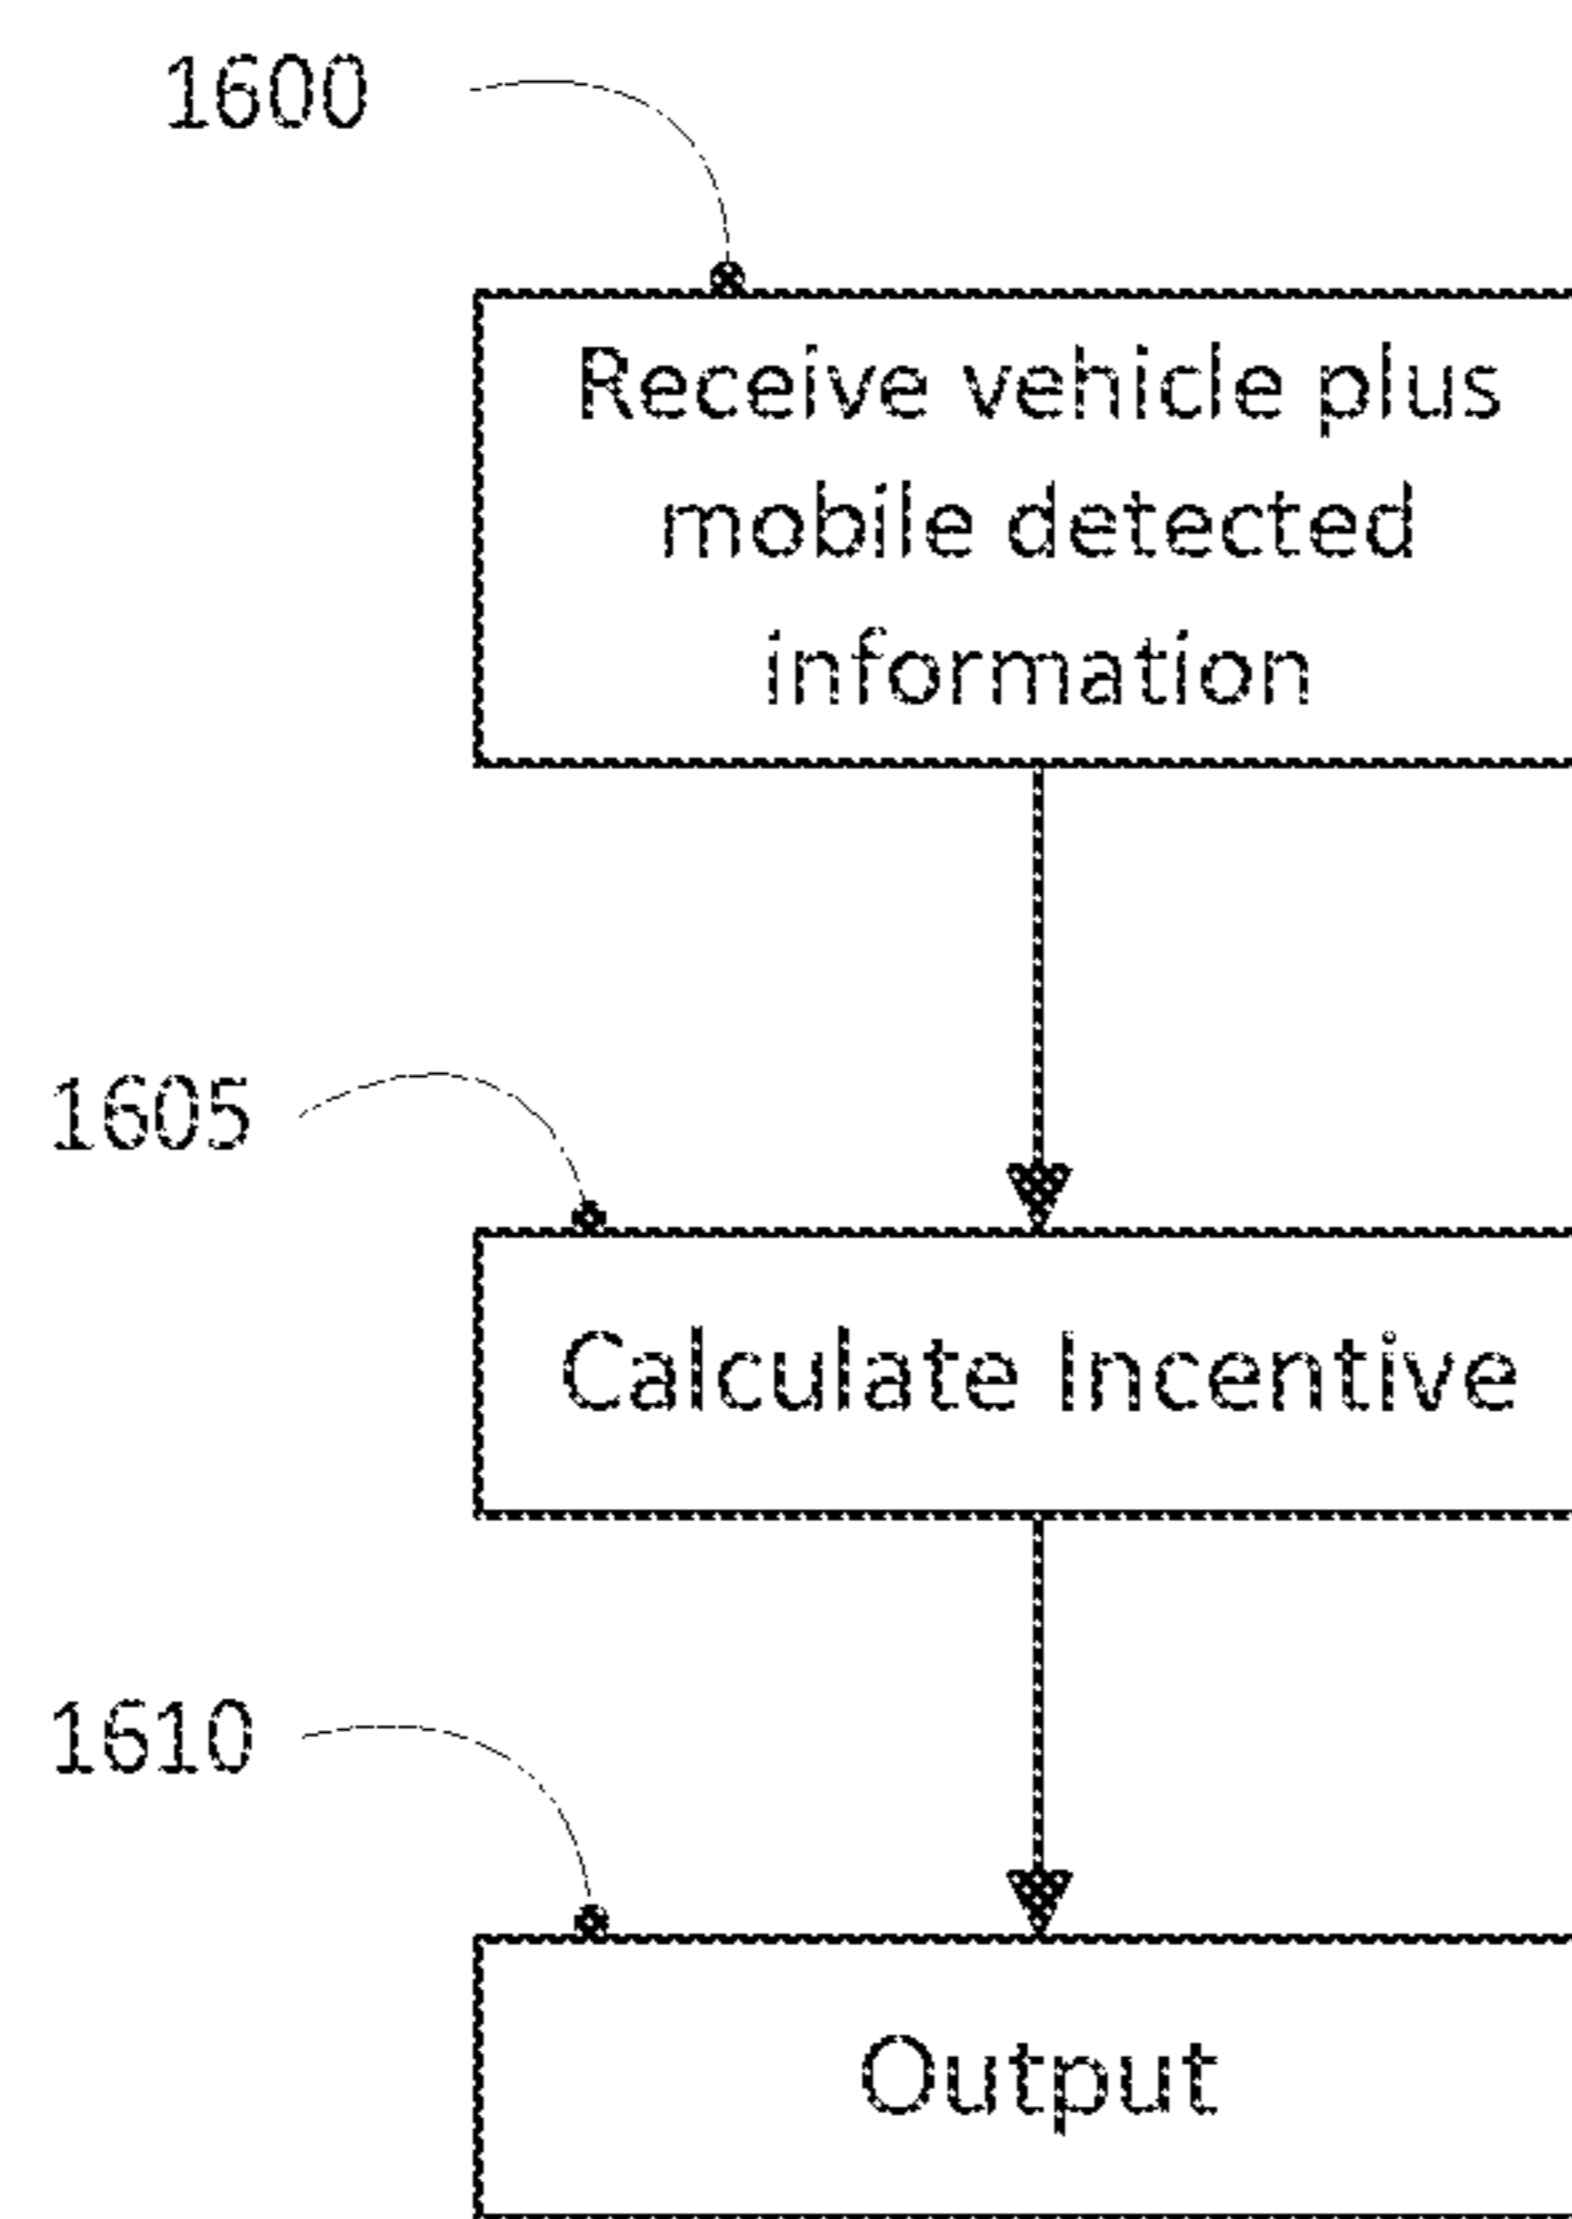 1600
Receive vehicle plus
mobile detected
information
1605
Calculate Incentive
1610
Output